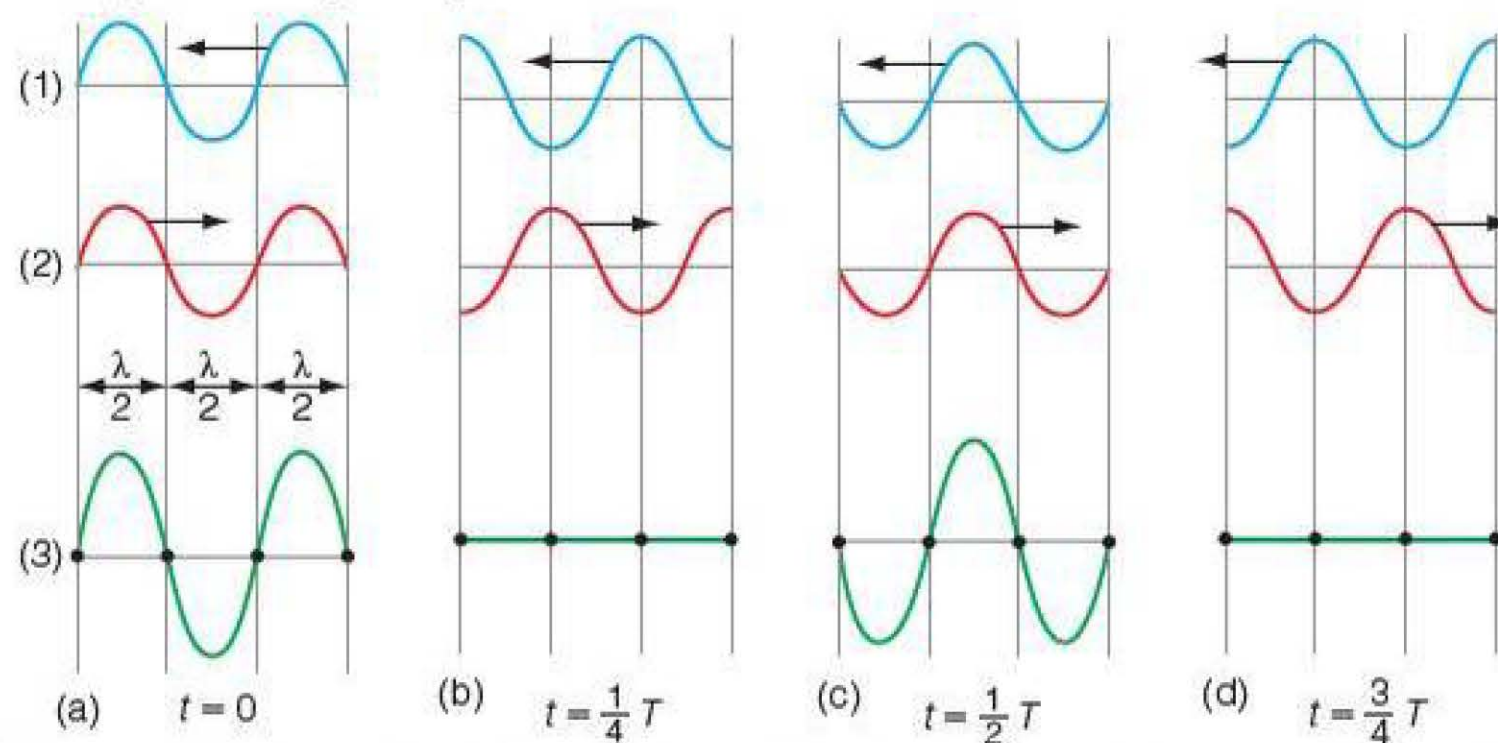 (1)
(2)
λ/2 λ/2 λ/2
(3)
(a) t = 0
(b) t = 1/4 T
(c) t = 1/2 T
(d) t = 3/4 T